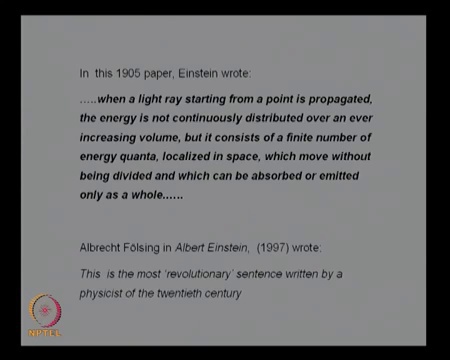 In this 1905 paper, Einstein wrote:
.....when a light ray starting from a point is propagated,
the energy is not continuously distributed over an ever
increasing volume, but it consists of a finite number of
energy quanta, localized in space, which move without
being divided and which can be absorbed or emitted
only as a whole......
Albrecht Fölsing in Albert Einstein, (1997) wrote:
This is the most 'revolutionary' sentence written by a
physicist of the twentieth century
NPTEL